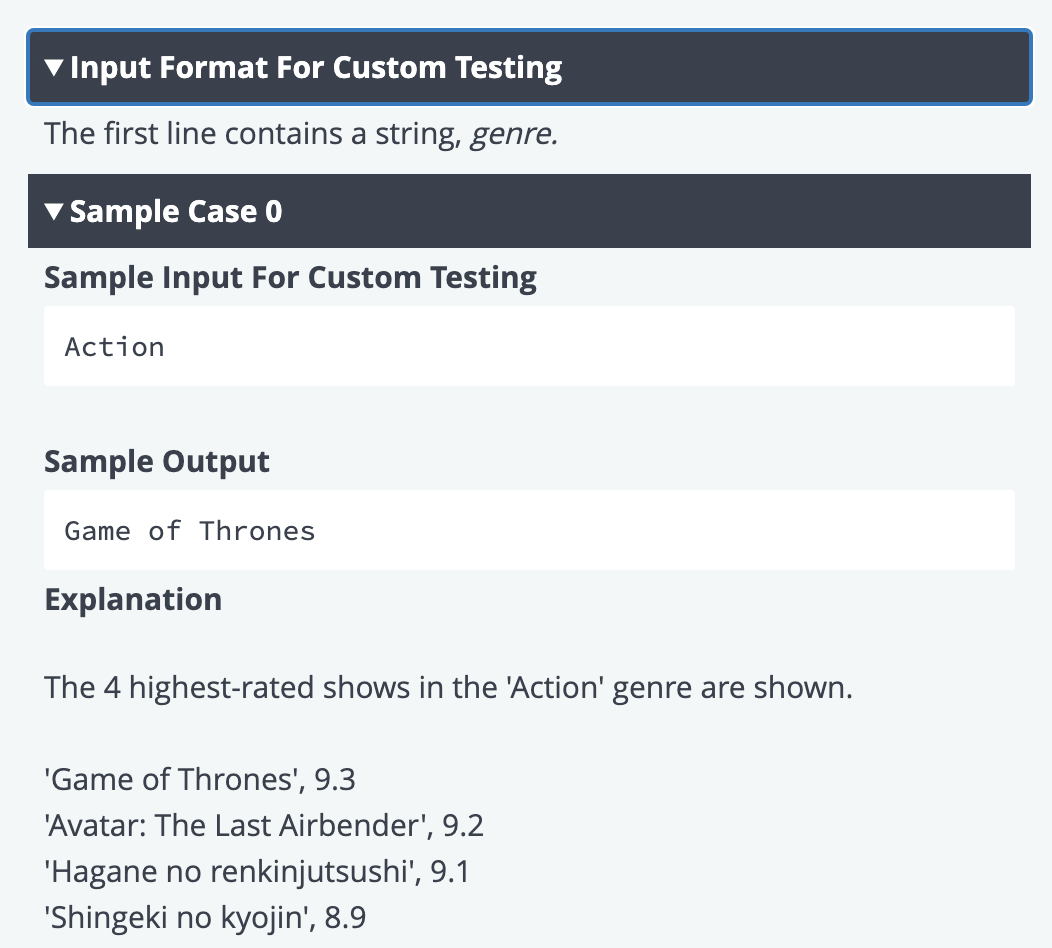 ▼ Input Format For Custom Testing
The first line contains a string, genre.
▼ Sample Case 0
Sample Input For Custom Testing
Action
Sample Output
Game of Thrones
Explanation
The 4 highest-rated shows in the 'Action' genre are shown.
'Game of Thrones', 9.3
'Avatar: The Last Airbender', 9.2
'Hagane no renkinjutsushi', 9.1
'Shingeki no kyojin', 8.9